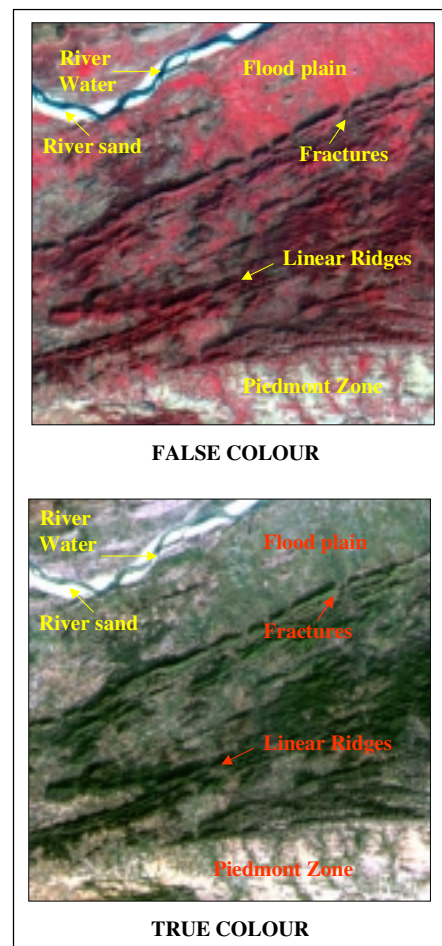 River
Water
Flood plain
River sand
Fractures
Linear Ridges
Piedmont Zone
FALSE COLOUR
River
Water
Flood plain
River sand
Fractures
Linear Ridges
Piedmont Zone
TRUE COLOUR